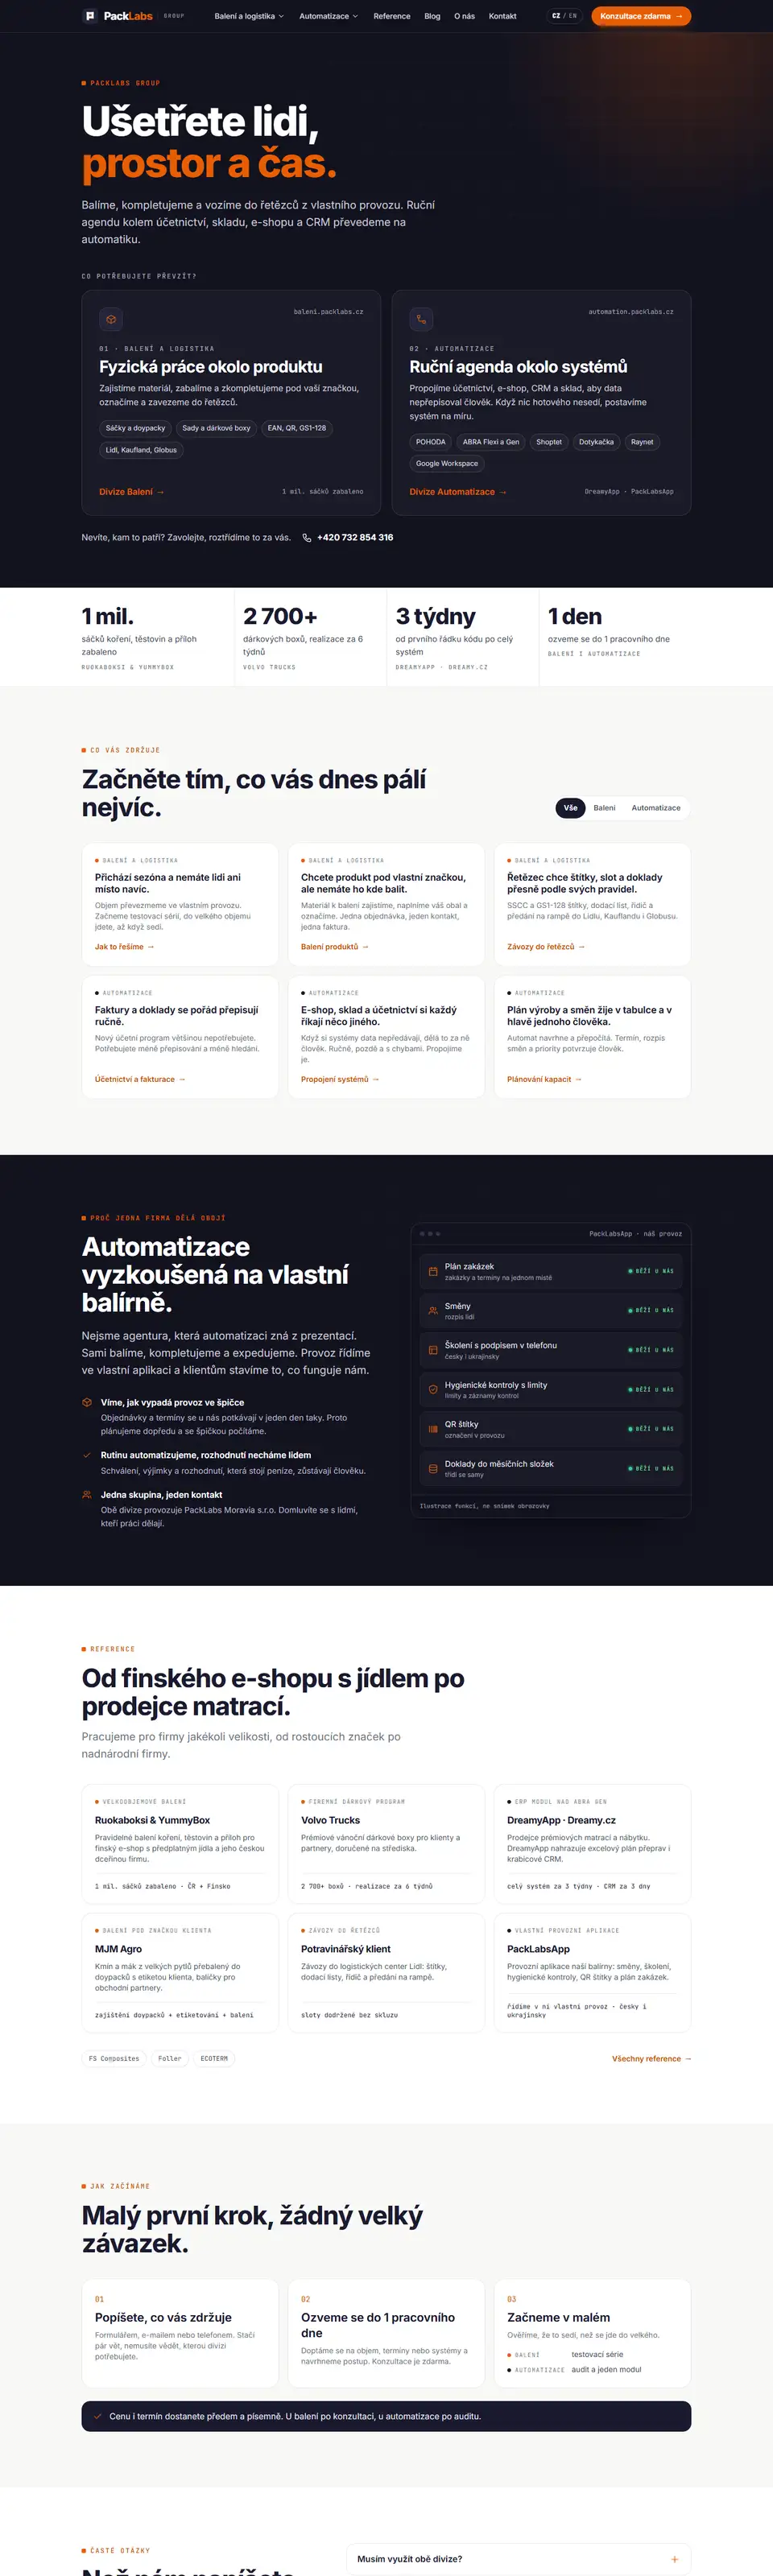 PackLabs GROUP
Balení a logistika
Automatizace
Reference
Blog
O nás
Kontakt
CZ / EN
Konzultace zdarma →
PACKLABS GROUP
Ušetřete lidi,
prostor a čas.
Balíme, kompletujeme a vozíme do řetězců z vlastního provozu. Ruční
agendu kolem účetnictví, skladu, e-shopu a CRM převedeme na
automatiku.
CO POTŘEBUJETE PŘEVZÍT?
baleni.packlabs.cz
01 · BALENÍ A LOGISTIKA
Fyzická práce okolo produktu
Zajistíme materiál, zabalíme a zkompletujeme pod vaší značkou,
označíme a zavezeme do řetězců.
Sáčky a doypacky
Sady a dárkové boxy
EAN, QR, GS1-128
Lidl, Kaufland, Globus
Divize Balení →
1 mil. sáčků zabaleno
automation.packlabs.cz
02 · AUTOMATIZACE
Ruční agenda okolo systémů
Propojíme účetnictví, e-shop, CRM a sklad, aby data
nepřepisoval člověk. Když nic hotového nesedí, postavíme
systém na míru.
POHODA
ABRA Flexi a Gen
Shoptet
Dotykačka
Raynet
Google Workspace
Divize Automatizace →
DreamyApp · PackLabsApp
Nevíte, kam to patří? Zavolejte, roztřídíme to za vás.
+420 732 854 316
1 mil.
sáčků koření, těstovin a příloh
zabaleno
RUOKABOKSI & YUMMYBOX
2 700+
dárkových boxů, realizace za 6
týdnů
VOLVO TRUCKS
3 týdny
od prvního řádku kódu po celý
systém
DREAMYAPP · DREAMY.CZ
1 den
ozveme se do 1 pracovního dne
BALENÍ I AUTOMATIZACE
CO VÁS ZDRŽUJE
Začněte tím, co vás dnes pálí
nejvíc.
Vše
Balení
Automatizace
BALENÍ A LOGISTIKA
Přichází sezóna a nemáte lidi ani
místo navíc.
Objem převezmeme ve vlastním provozu.
Začneme testovací sérií, do velkého objemu
jdete, až když sedí.
Jak to řešíme →
BALENÍ A LOGISTIKA
Chcete produkt pod vlastní značkou,
ale nemáte ho kde balit.
Materiál k balení zajistíme, naplníme váš obal a
označíme. Jedna objednávka, jeden kontakt,
jedna faktura.
Balení produktů →
BALENÍ A LOGISTIKA
Řetězec chce štítky, slot a doklady
přesně podle svých pravidel.
SSCC a GS1-128 štítky, dodací list, řidič a
předání na rampě do Lidlu, Kauflandu i Globusu.
Závozy do řetězců →
AUTOMATIZACE
Faktury a doklady se pořád přepisují
ručně.
Nový účetní program většinou nepotřebujete.
Potřebujete méně přepisování a méně hledání.
Účetnictví a fakturace →
AUTOMATIZACE
E-shop, sklad a účetnictví si každý
říkají něco jiného.
Když si systémy data nepředávají, dělá to za ně
člověk. Ručně, pozdě a s chybami. Propojíme
je.
Propojení systémů →
AUTOMATIZACE
Plán výroby a směn žije v tabulce a v
hlavě jednoho člověka.
Automat navrhne a přepočítá. Termín, rozpis
směn a priority potvrzuje člověk.
Plánování kapacit →
PROČ JEDNA FIRMA DĚLÁ OBOJÍ
Automatizace
vyzkoušená na vlastní
balírně.
Nejsme agentura, která automatizaci zná z prezentací.
Sami balíme, kompletujeme a expedujeme. Provoz řídíme
ve vlastní aplikaci a klientům stavíme to, co funguje nám.
Víme, jak vypadá provoz ve špičce
Objednávky a termíny se u nás potkávají v jeden den taky. Proto
plánujeme dopředu a se špičkou počítáme.
Rutinu automatizujeme, rozhodnutí necháme lidem
Schválení, výjimky a rozhodnutí, která stojí peníze, zůstávají člověku.
Jedna skupina, jeden kontakt
Obě divize provozuje PackLabs Moravia s.r.o. Domluvíte se s lidmi,
kteří práci dělají.
PackLabsApp · náš provoz
Plán zakázek
zakázky a termíny na jednom místě
BĚŽÍ U NÁS
Směny
rozpis lidí
BĚŽÍ U NÁS
Školení s podpisem v telefonu
česky i ukrajinsky
BĚŽÍ U NÁS
Hygienické kontroly s limity
limity a záznamy kontrol
BĚŽÍ U NÁS
QR štítky
označení v provozu
BĚŽÍ U NÁS
Doklady do měsíčních složek
třídí se samy
BĚŽÍ U NÁS
Ilustrace funkcí, ne snímek obrazovky
REFERENCE
Od finského e-shopu s jídlem po
prodejce matrací.
Pracujeme pro firmy jakékoli velikosti, od rostoucích značek po
nadnárodní firmy.
VELKOOBJEMOVÉ BALENÍ
Ruokaboksi & YummyBox
Pravidelné balení koření, těstovin a příloh pro
finský e-shop s předplatným jídla a jeho českou
dceřinou firmu.
1 mil. sáčků zabaleno · ČR + Finsko
FIREMNÍ DÁRKOVÝ PROGRAM
Volvo Trucks
Prémiové vánoční dárkové boxy pro klienty a
partnery, doručené na střediska.
2 700+ boxů · realizace za 6 týdnů
ERP MODUL NAD ABRA GEN
DreamyApp · Dreamy.cz
Prodejce prémiových matrací a nábytku.
DreamyApp nahrazuje excelový plán přeprav i
krabicové CRM.
celý systém za 3 týdny · CRM za 3 dny
BALENÍ POD ZNAČKOU KLIENTA
MJM Agro
Kmín a mák z velkých pytlů přebalený do
doypacků s etiketou klienta, balíčky pro
obchodní partnery.
zajištění doypacků + etiketování + balení
ZÁVOZY DO ŘETĚZCŮ
Potravinářský klient
Závozy do logistických center Lidl: štítky,
dodací listy, řidič a předání na rampě.
sloty dodržené bez skluzu
VLASTNÍ PROVOZNÍ APLIKACE
PackLabsApp
Provozní aplikace naší balírny: směny, školení,
hygienické kontroly, QR štítky a plán zakázek.
řídíme v ní vlastní provoz · česky i
ukrajinsky
FS Composites
Foller
ECOTERM
Všechny reference →
JAK ZAČÍNÁME
Malý první krok, žádný velký
závazek.
01
Popíšete, co vás zdržuje
Formulářem, e-mailem nebo telefonem. Stačí
pár vět, nemusíte vědět, kterou divizi
potřebujete.
02
Ozveme se do 1 pracovního
dne
Doptáme se na objem, termíny nebo systémy a
navrhneme postup. Konzultace je zdarma.
03
Začneme v malém
Ověříme, že to sedí, než se jde do velkého.
BALENÍ testovací série
AUTOMATIZACE audit a jeden modul
Cenu i termín dostanete předem a písemně. U balení po konzultaci, u automatizace po auditu.
ČASTÉ OTÁZKY
Než nám napíšete
Musím využít obě divize?